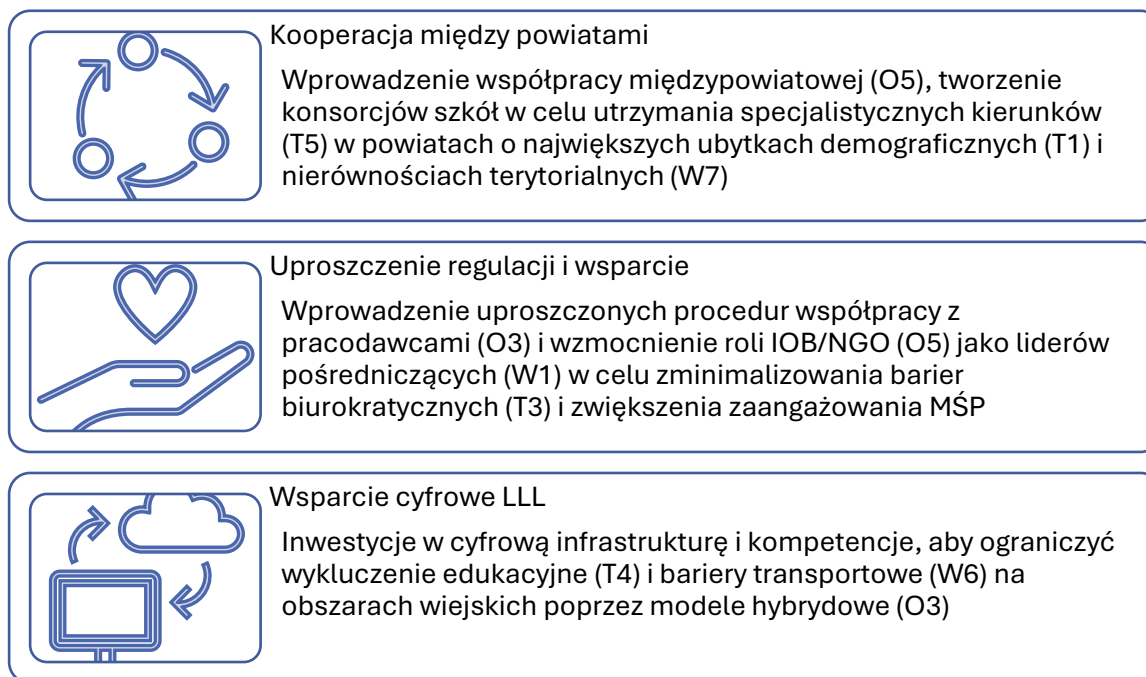 Kooperacja między powiatami
Wprowadzenie współpracy międzypowiatowej (O5), tworzenie
konsorcjów szkół w celu utrzymania specjalistycznych kierunków
(T5) w powiatach o największych ubytkach demograficznych (T1) i
nierównościach terytorialnych (W7)
Uproszczenie regulacji i wsparcie
Wprowadzenie uproszczonych procedur współpracy z
pracodawcami (O3) i wzmocnienie roli IOB/NGO (O5) jako liderów
pośredniczących (W1) w celu zminimalizowania barier
biurokratycznych (T3) i zwiększenia zaangażowania MŚP
Wsparcie cyfrowe LLL
Inwestycje w cyfrową infrastrukturę i kompetencje, aby ograniczyć
wykluczenie edukacyjne (T4) i bariery transportowe (W6) na
obszarach wiejskich poprzez modele hybrydowe (O3)